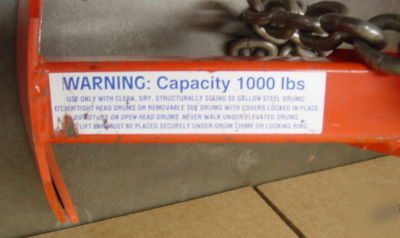 WARNING: Capacity 1000 lbs
USE ONLY WITH CLEAN, DRY, STRUCTURALLY SOUND 55 GALLON STEEL DRUMS:
EITHER TIGHT HEAD DRUMS OR REMOVABLE LID DRUMS WITH COVERS LOCKED IN PLACE.
DO NOT USE ON OPEN HEAD DRUMS. NEVER WALK UNDER ELEVATED DRUMS.
LIFT BAR MUST BE PLACED SECURELY UNDER DRUM CHIME OR LOCKING RING.